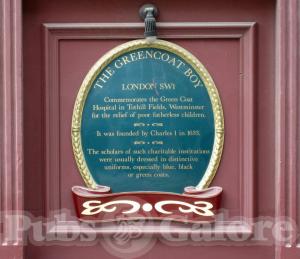 THE GREENCOAT BOY
LONDON SW1
Commemorates the Green Coat
Hospital in Tothill Fields, Westminster
for the relief of poor fatherless children.
It was founded by Charles 1 in 1633.
The scholars of such charitable institutions
were usually dressed in distinctive
uniforms, especially blue, black
or green coats.
Pubs Galore